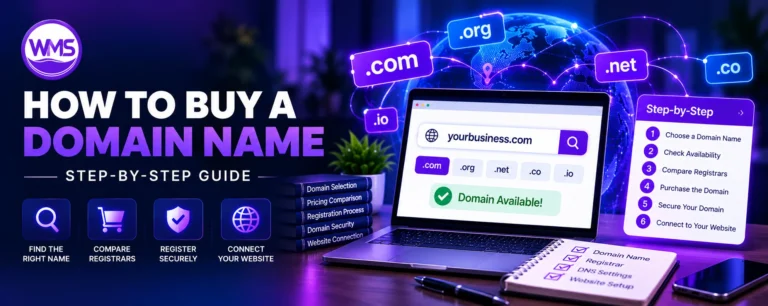 WMS
HOW TO BUY A
DOMAIN NAME
STEP-BY-STEP GUIDE
FIND THE
RIGHT NAME
COMPARE
REGISTRARS
REGISTER
SECURELY
CONNECT
YOUR WEBSITE
Domain Selection
Pricing Comparison
Registration Process
Domain Security
Website Connection
.com
.org
.net
.co
.io
yourbusiness.com
.com
.org
.net
.co
.io
Domain Available!
Step-by-Step
1 Choose a Domain Name
2 Check Availability
3 Compare Registrars
4 Purchase the Domain
5 Secure Your Domain
6 Connect to Your Website
Domain Name
Registrar
DNS Settings
Website Setup